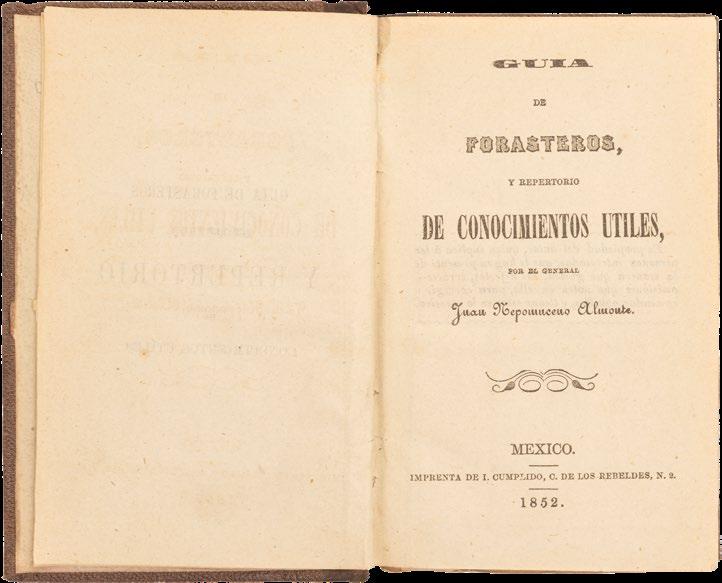 GUIA
DE
FORASTEROS,
Y REPERTORIO
DE CONOCIMIENTOS UTILES,
POR EL GENERAL
Juan Nepomuceno Almonte.
MEXICO.
IMPRENTA DE I. CUMPLIDO, C. DE LOS REBELDES, N. 2.
1852.